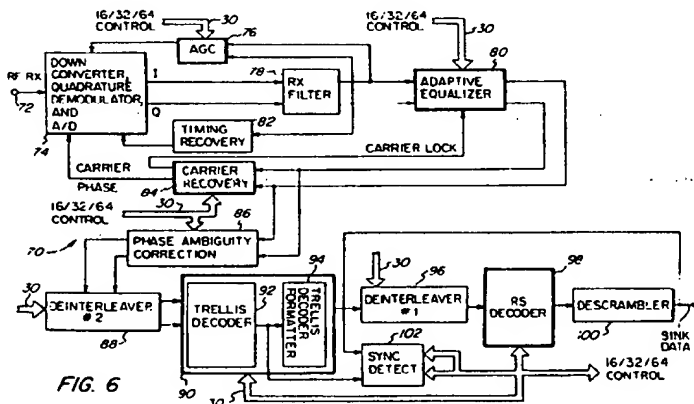 16/32/64
CONTROL
30
AGC
76
16/32/64
CONTROL
30
80
RF RX
72
DOWN
CONVERTER,
QUADRATURE
DEMODULATOR,
AND
A/D
74
I
Q
78
RX
FILTER
ADAPTIVE
EQUALIZER
TIMING
RECOVERY
82
CARRIER LOCK
CARRIER
PHASE
CARRIER
RECOVERY
84
16/32/64
CONTROL
30
86
70
PHASE AMBIGUITY
CORRECTION
30
DEINTERLEAVER
#2
88
TRELLIS
DECODER
92
94
TRELLIS
DECODER
FORMATTER
90
30
30
96
DEINTERLEAVER
#1
98
RS
DECODER
DESCRAMBLER
100
SINK
DATA
102
SYNC
DETECT
16/32/64
CONTROL
FIG. 6